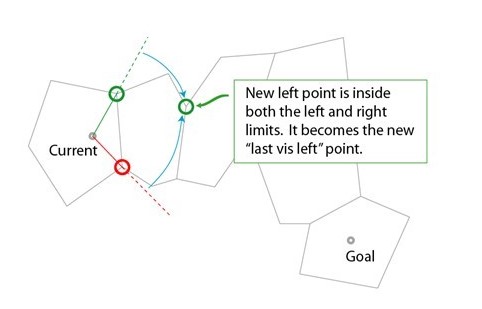 New left point is inside
both the left and right
limits. It becomes the new
“last vis left” point.
Current
Goal